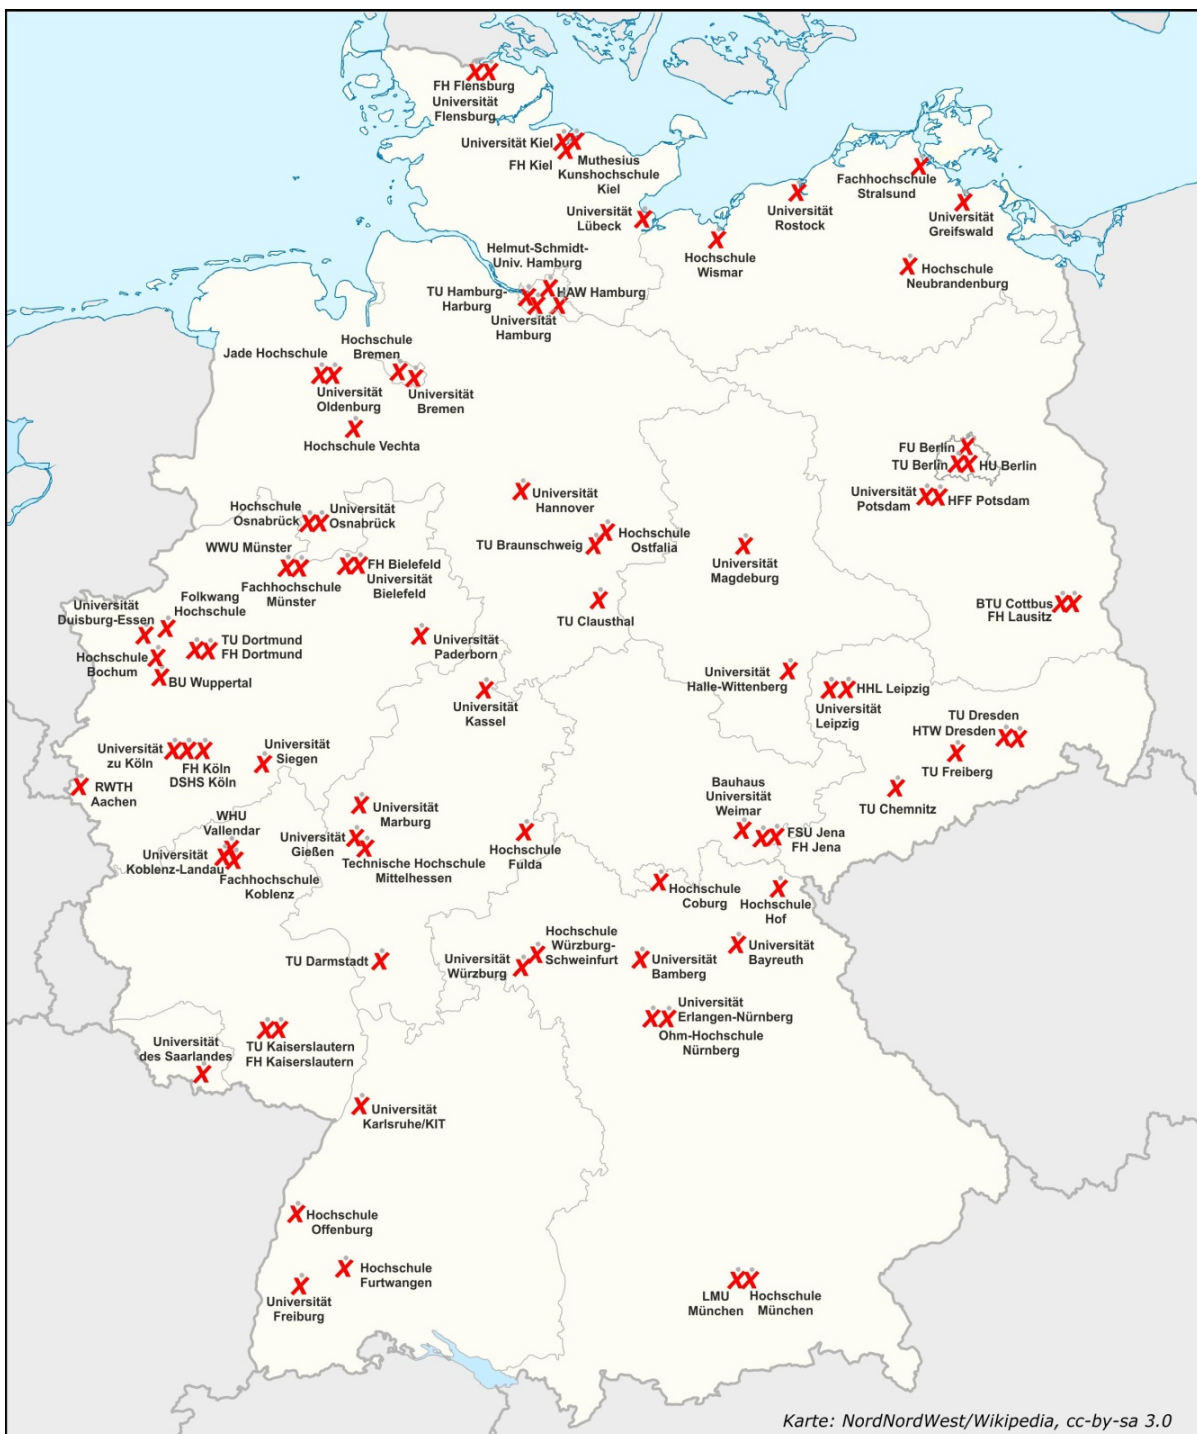 FH Flensburg
Universität
Flensburg
Universität Kiel
FH Kiel
Muthesius
Kunshochschule
Kiel
Fachhochschule
Stralsund
Universität
Rostock
Universität
Greifswald
Universität
Lübeck
Hochschule
Wismar
Hochschule
Neubrandenburg
Helmut-Schmidt-
Univ. Hamburg
TU Hamburg-
Harburg
HAW Hamburg
Universität
Hamburg
Hochschule
Bremen
Jade Hochschule
Universität
Oldenburg
Universität
Bremen
Hochschule Vechta
FU Berlin
TU Berlin
HU Berlin
Universität
Potsdam
HFF Potsdam
Universität
Hannover
Hochschule
Osnabrück
Universität
Osnabrück
TU Braunschweig
Hochschule
Ostfalia
Universität
Magdeburg
WWU Münster
Fachhochschule
Münster
FH Bielefeld
Universität
Bielefeld
TU Clausthal
BTU Cottbus
FH Lausitz
Universität
Duisburg-Essen
Folkwang
Hochschule
TU Dortmund
FH Dortmund
Hochschule
Bochum
BU Wuppertal
Universität
Paderborn
Universität
Kassel
Universität
Halle-Wittenberg
HHL Leipzig
Universität
Leipzig
TU Dresden
HTW Dresden
TU Freiberg
TU Chemnitz
Universität
zu Köln
FH Köln
DSHS Köln
Universität
Siegen
RWTH
Aachen
WHU
Vallendar
Universität
Koblenz-Landau
Fachhochschule
Koblenz
Universität
Marburg
Universität
Gießen
Technische Hochschule
Mittelhessen
Hochschule
Fulda
Bauhaus
Universität
Weimar
FSU Jena
FH Jena
Hochschule
Coburg
Hochschule
Hof
TU Darmstadt
Universität
Würzburg
Hochschule
Würzburg-
Schweinfurt
Universität
Bamberg
Universität
Bayreuth
Universität
Erlangen-Nürnberg
Ohm-Hochschule
Nürnberg
Universität
des Saarlandes
TU Kaiserslautern
FH Kaiserslautern
Universität
Karlsruhe/KIT
Hochschule
Offenburg
Hochschule
Furtwangen
Universität
Freiburg
LMU
München
Hochschule
München
Karte: NordNordWest/Wikipedia, cc-by-sa 3.0